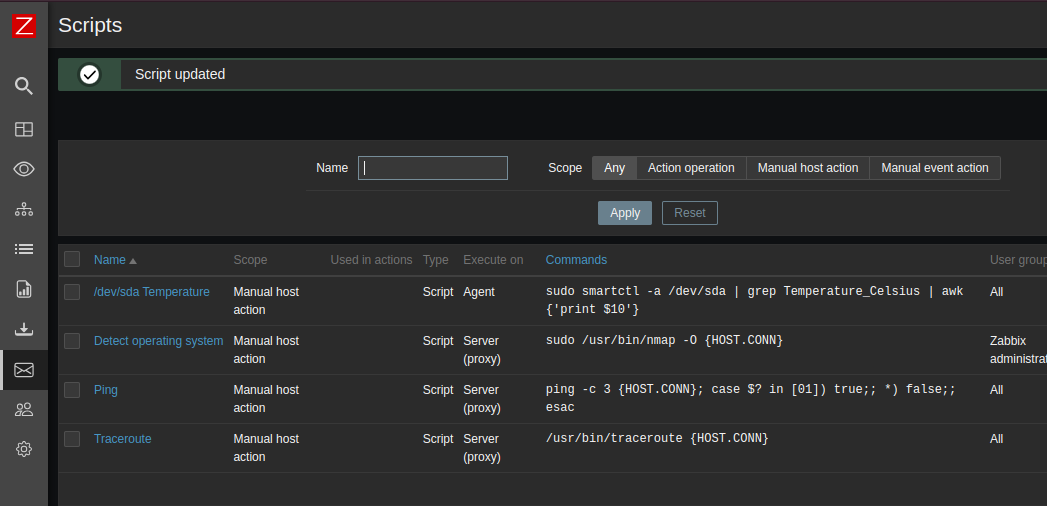 Z
Scripts
Script updated
Name
Scope Any Action operation Manual host action Manual event action
Apply Reset
Name Scope Used in actions Type Execute on Commands User group
/dev/sda Temperature Manual host action Script Agent sudo smartctl -a /dev/sda | grep Temperature_Celsius | awk {'print $10'} All
Detect operating system Manual host action Script Server (proxy) sudo /usr/bin/nmap -O {HOST.CONN} Zabbix administrat
Ping Manual host action Script Server (proxy) ping -c 3 {HOST.CONN}; case $? in [01]) true;; *) false;; esac All
Traceroute Manual host action Script Server (proxy) /usr/bin/traceroute {HOST.CONN} All